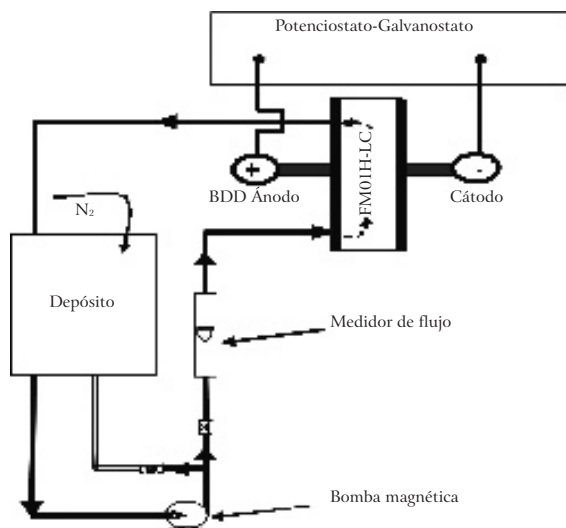 Potenciostato-Galvanostato
FM01H-LC
+
-
BDD Ánodo
Cátodo
N₂
Depósito
Medidor de flujo
Bomba magnética